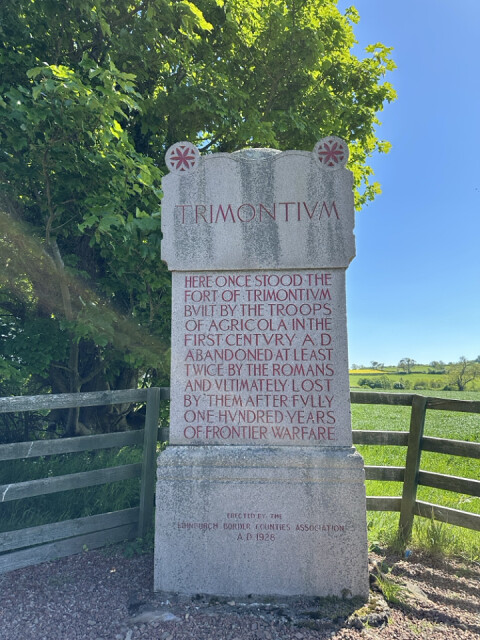 TRIMONTIVM
HERE ONCE STOOD THE
FORT OF TRIMONTIVM
BVILT BY THE TROOPS
OF AGRICOLA IN THE
FIRST CENTVRY A.D.
ABANDONED AT LEAST
TWICE BY THE ROMANS
AND VLTIMATELY LOST
BY THEM AFTER FVLLY
ONE HVNDRED YEARS
OF FRONTIER WARFARE
ERECTED BY THE
EDINBURGH BORDER COUNTIES ASSOCIATION
A.D. 1928